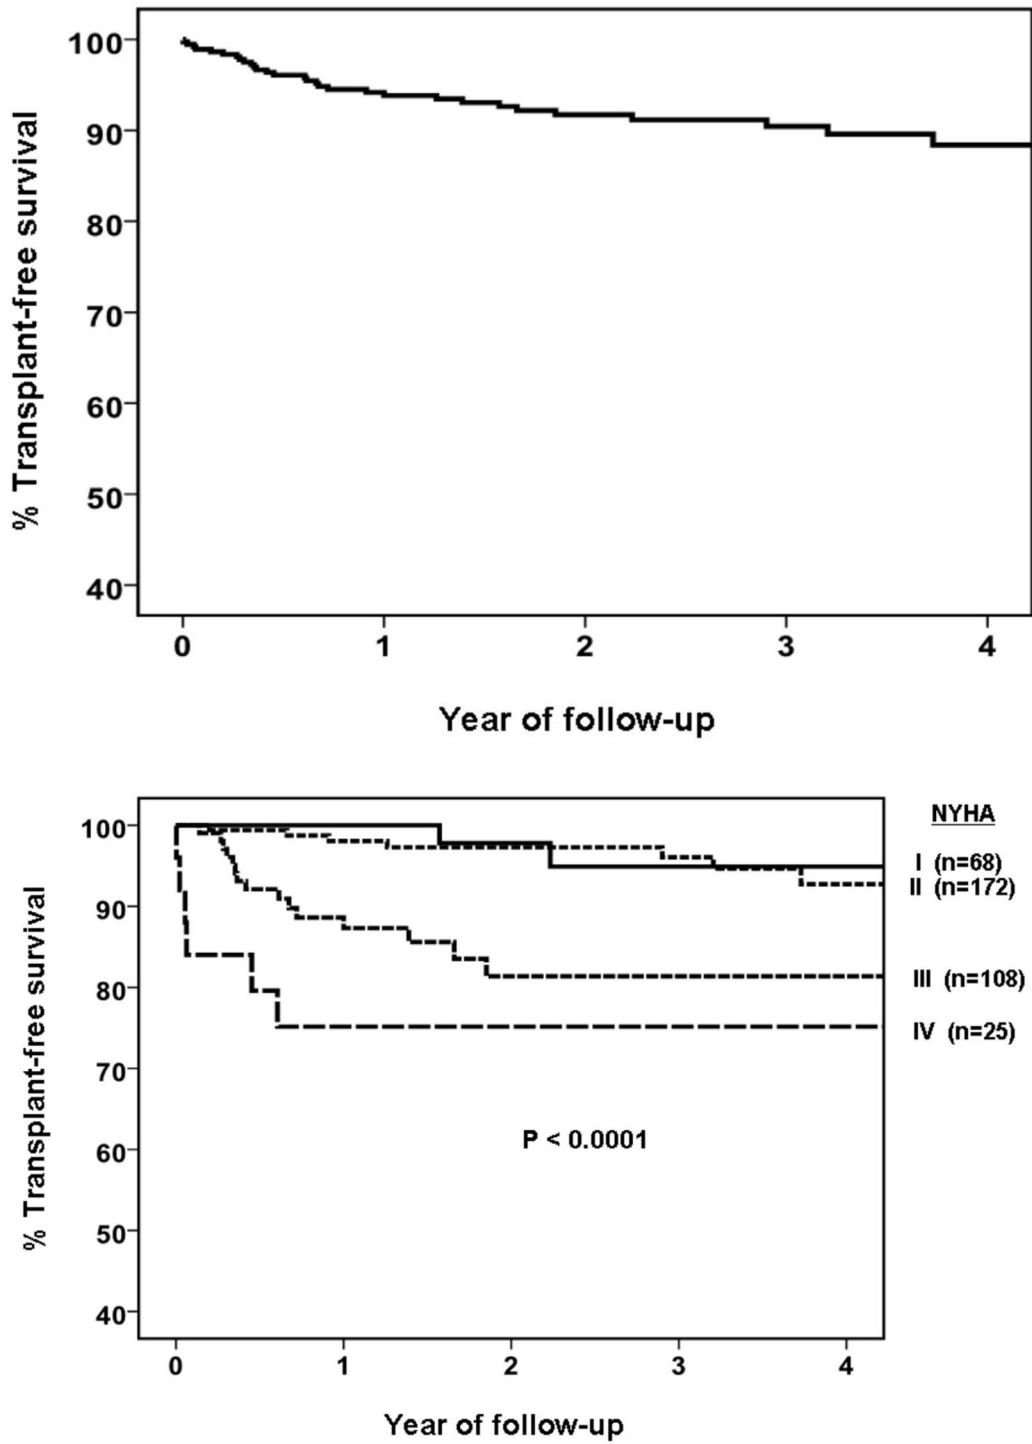 % Transplant-free survival
100
90
80
70
60
50
40
0 1 2 3 4
Year of follow-up
% Transplant-free survival
100
90
80
70
60
50
40
0 1 2 3 4
Year of follow-up
P < 0.0001
NYHA
I (n=68)
II (n=172)
III (n=108)
IV (n=25)